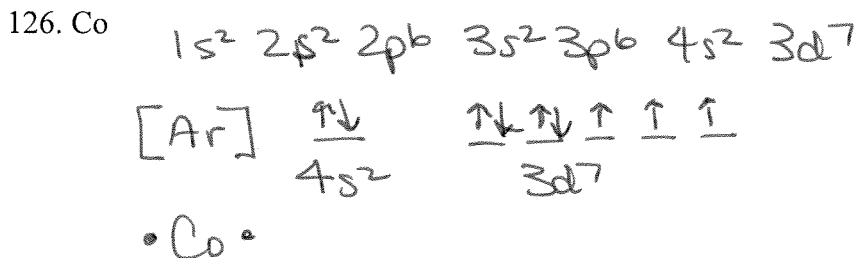 126. Co 1s² 2s² 2p⁶ 3s² 3p⁶ 4s² 3d⁷
[Ar] ↑↓ ↑↓ ↑↓ ↑ ↑ ↑
4s² 3d⁷
• Co •